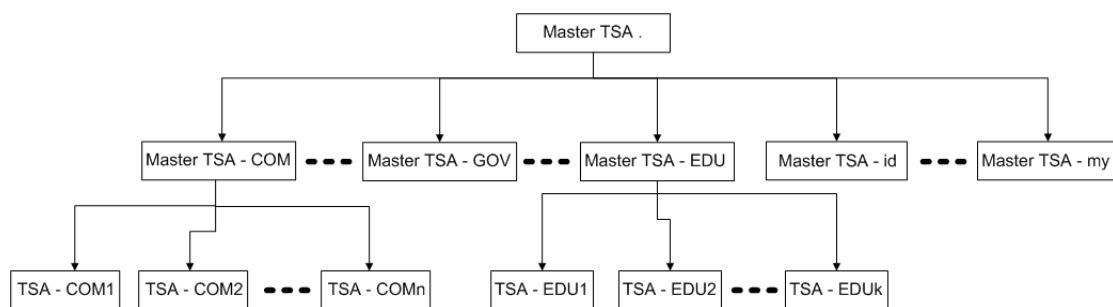 Master TSA .
Master TSA - COM
Master TSA - GOV
Master TSA - EDU
Master TSA - id
Master TSA - my
TSA - COM1
TSA - COM2
TSA - COMn
TSA - EDU1
TSA - EDU2
TSA - EDUk